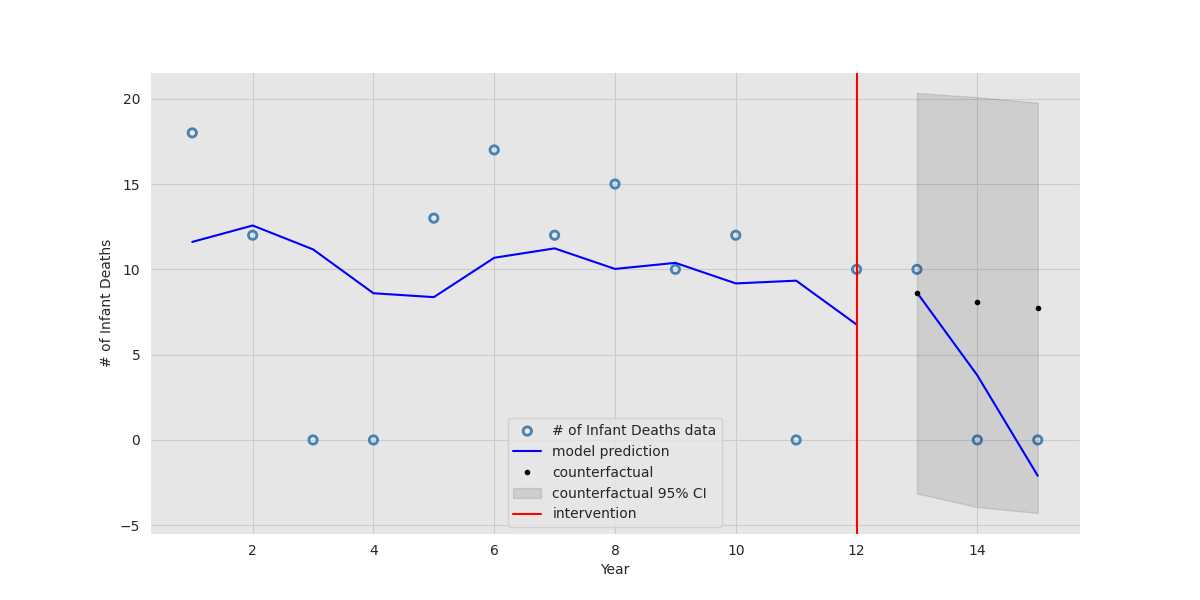 # of Infant Deaths
20
15
10
5
0
−5
# of Infant Deaths data
model prediction
counterfactual
counterfactual 95% CI
intervention
2 4 6 8 10 12 14
Year